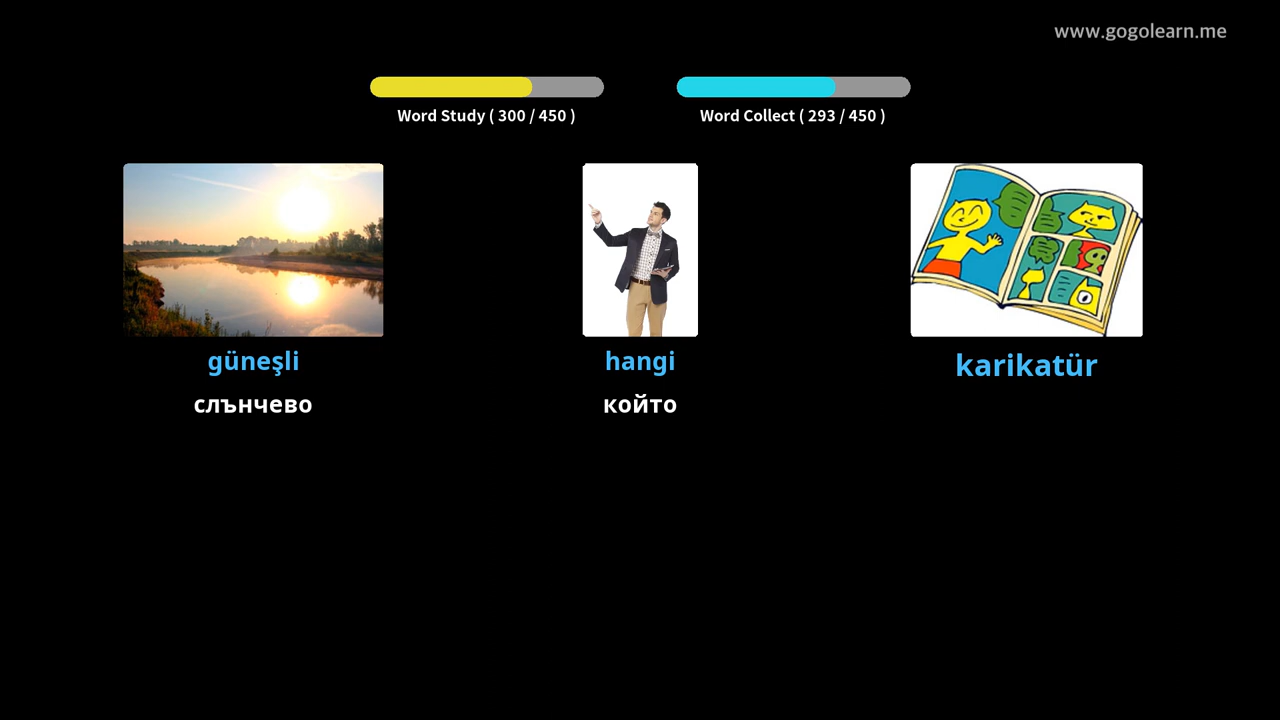 www.gogolearn.me
Word Study ( 300 / 450 )
Word Collect ( 293 / 450 )
güneşli
слънчево
hangi
който
karikatür